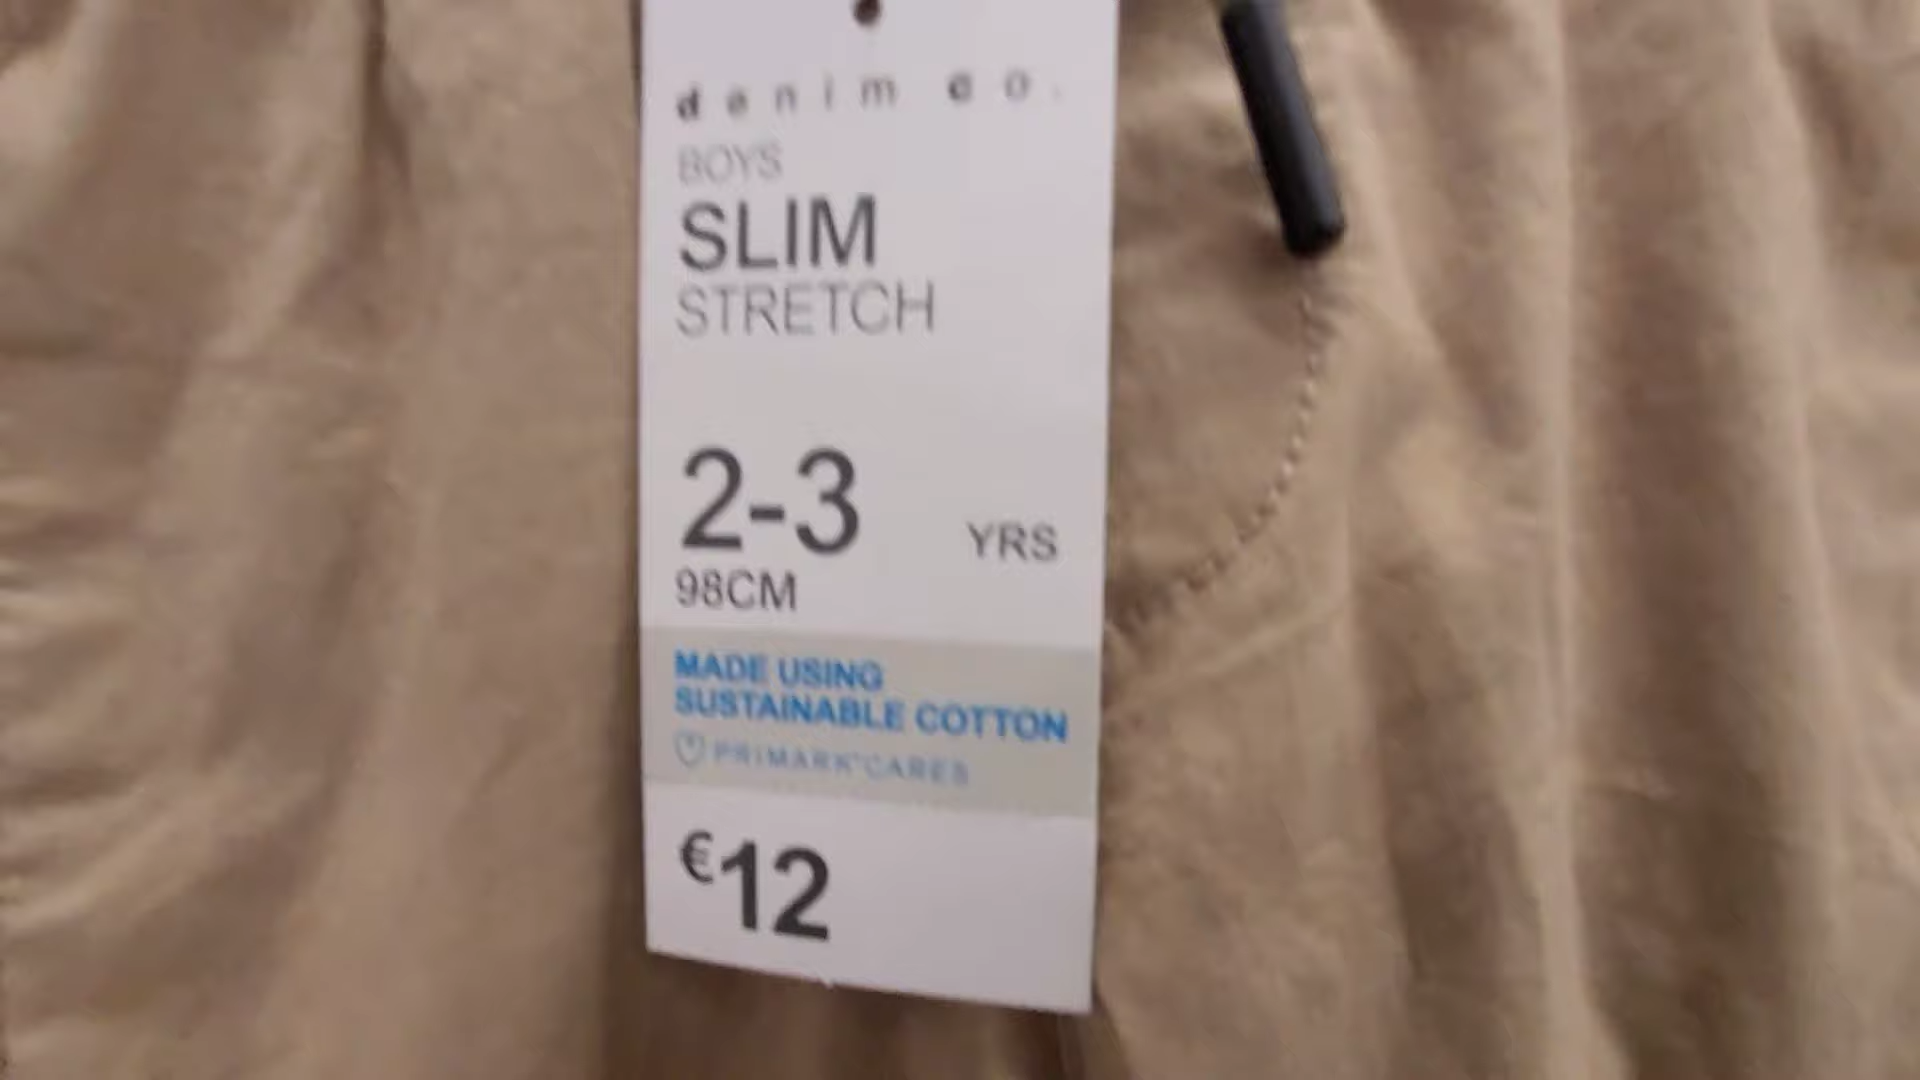 denim co.
BOYS
SLIM
STRETCH
2-3 YRS
98CM
MADE USING
SUSTAINABLE COTTON
PRIMARK CARES
€12